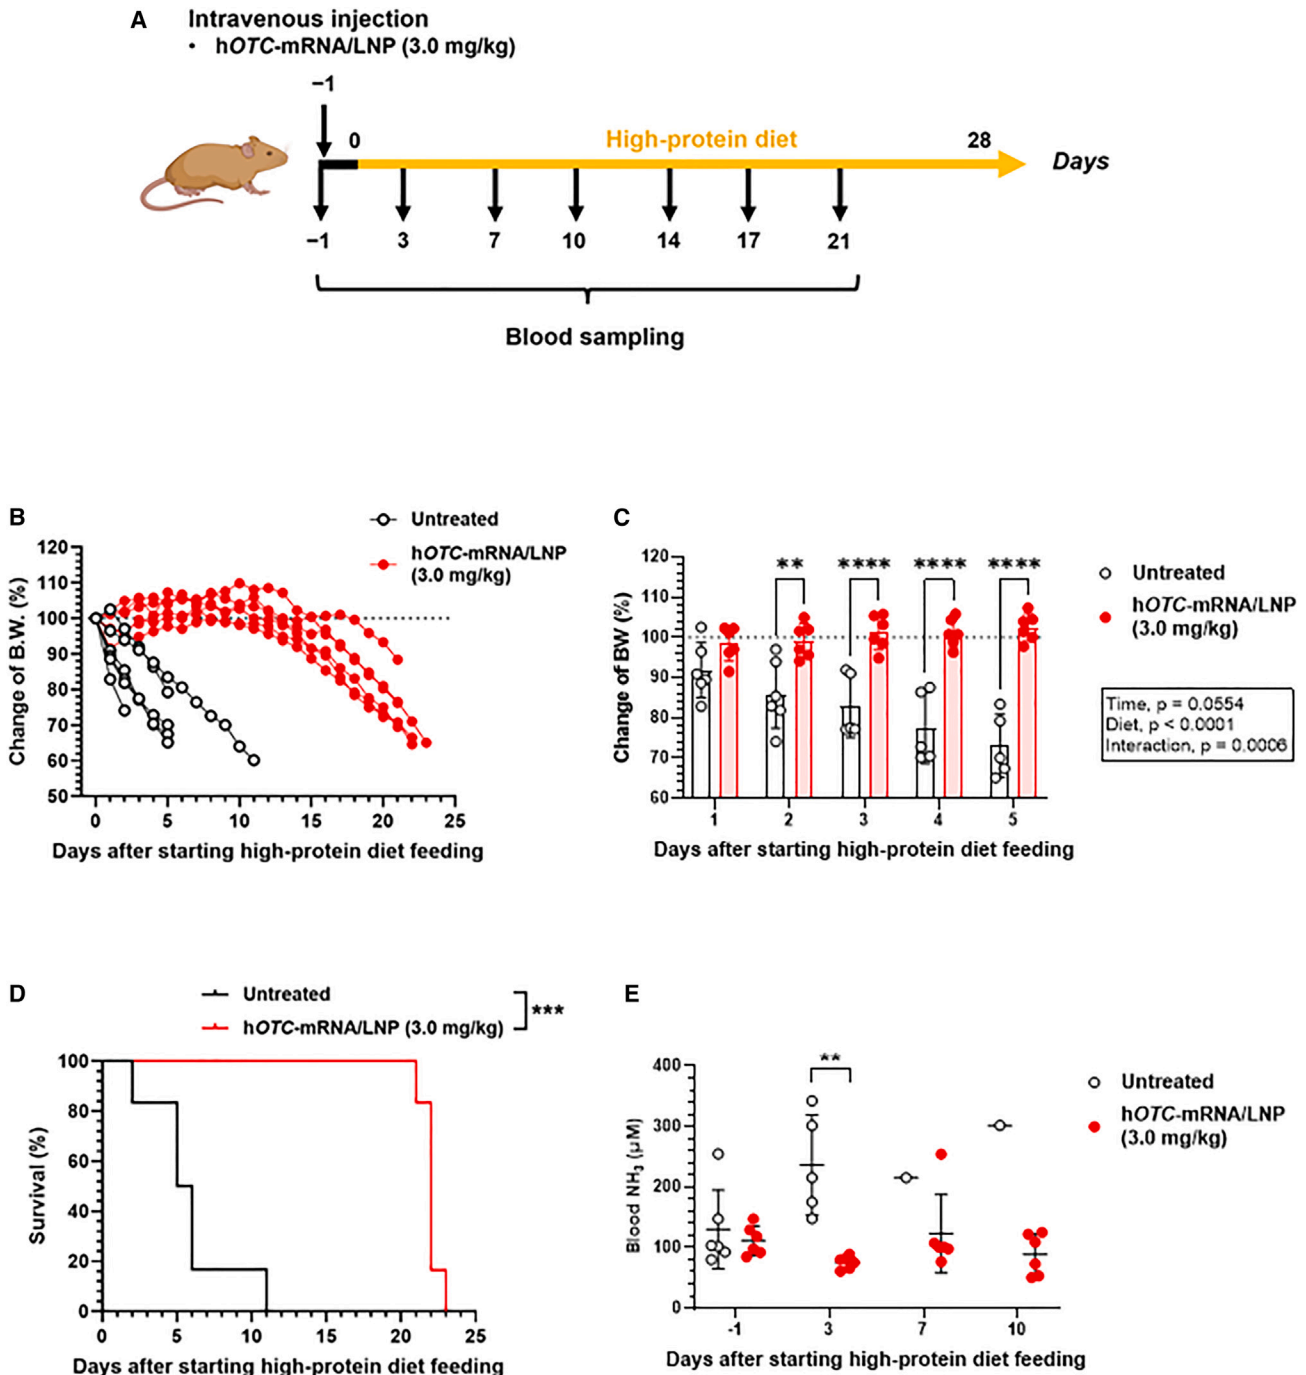 A
Intravenous injection
• hOTC-mRNA/LNP (3.0 mg/kg)
−1
0
High-protein diet
28
Days
−1 3 7 10 14 17 21
Blood sampling
B
Untreated
hOTC-mRNA/LNP
(3.0 mg/kg)
Change of B.W. (%)
120
110
100
90
80
70
60
50
0 5 10 15 20 25
Days after starting high-protein diet feeding
C
Untreated
hOTC-mRNA/LNP
(3.0 mg/kg)
Time, p = 0.0554
Diet, p < 0.0001
Interaction, p = 0.0006
Change of BW (%)
120
110
100
90
80
70
60
** **** **** ****
1 2 3 4 5
Days after starting high-protein diet feeding
D
Untreated
hOTC-mRNA/LNP (3.0 mg/kg)
***
Survival (%)
100
80
60
40
20
0
0 5 10 15 20 25
Days after starting high-protein diet feeding
E
Untreated
hOTC-mRNA/LNP
(3.0 mg/kg)
**
Blood NH₃ (µM)
400
300
200
100
0
-1 3 7 10
Days after starting high-protein diet feeding